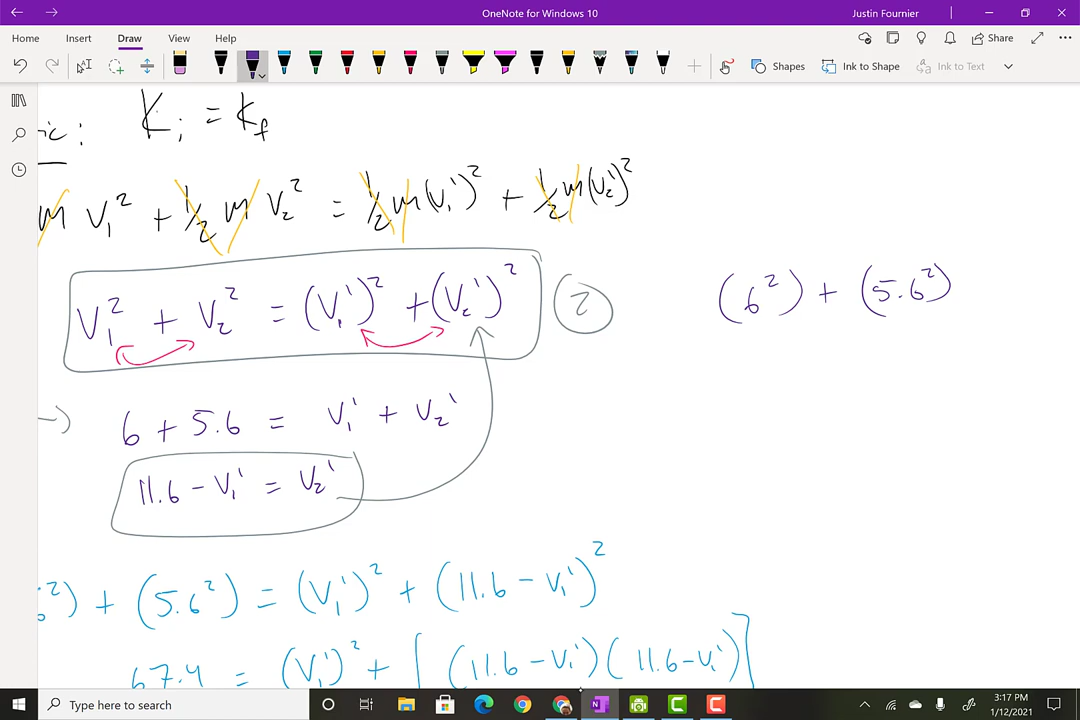 OneNote for Windows 10
Justin Fournier
Home Insert Draw View Help
Share
Shapes Ink to Shape Ink to Text
ic: Ki = Kf
m v₁² + ½ m v₂² = ½ m (v₁')² + ½ m (v₂')²
v₁² + v₂² = (v₁')² + (v₂')² 2
(6²) + (5.6²)
→ 6 + 5.6 = v₁' + v₂'
11.6 - v₁' = v₂'
²) + (5.6²) = (v₁')² + (11.6 - v₁')²
67.4 = (v₁')² + [(11.6 - v₁')(11.6 - v₁')]
Type here to search
3:17 PM
1/12/2021